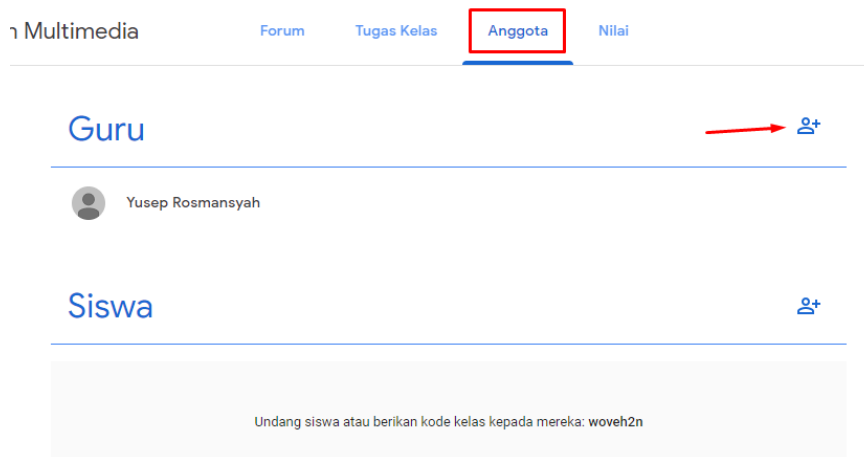 n Multimedia Forum Tugas Kelas Anggota Nilai
Guru
Yusep Rosmansyah
Siswa
Undang siswa atau berikan kode kelas kepada mereka: woveh2n